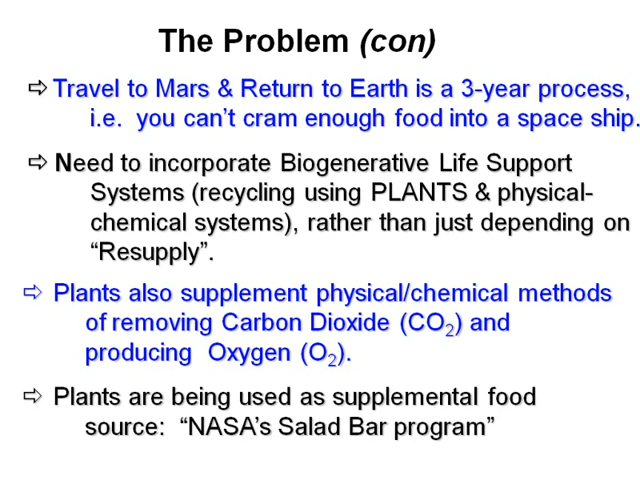 The Problem (con)
⇨ Travel to Mars & Return to Earth is a 3-year process,
i.e. you can't cram enough food into a space ship.
⇨ Need to incorporate Biogenerative Life Support
Systems (recycling using PLANTS & physical-
chemical systems), rather than just depending on
“Resupply”.
⇨ Plants also supplement physical/chemical methods
of removing Carbon Dioxide (CO₂) and
producing Oxygen (O₂).
⇨ Plants are being used as supplemental food
source: “NASA's Salad Bar program”